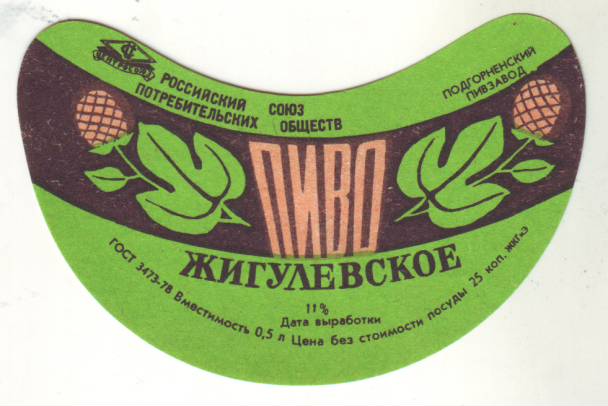 РОССИЙСКИЙ СОЮЗ
ПОТРЕБИТЕЛЬСКИХ ОБЩЕСТВ
ПОДГОРНЕНСКИЙ
ПИВЗАВОД
ПИВО
ЖИГУЛЕВСКОЕ
11%
Дата выработки
ГОСТ 3473-78 Вместимость 0,5 л Цена без стоимости посуды 25 коп.